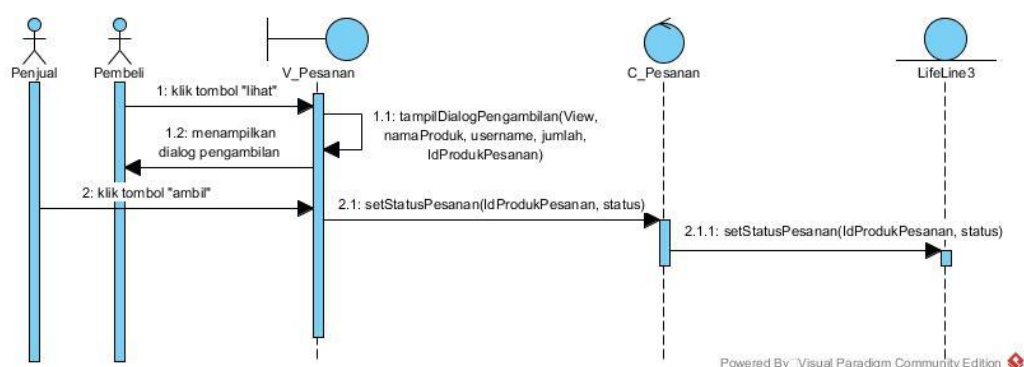 Penjual
Pembeli
V_Pesanan
C_Pesanan
LifeLine3
1: klik tombol "lihat"
1.1: tampilDialogPengambilan(View,
namaProduk, username, jumlah,
IdProdukPesanan)
1.2: menampilkan
dialog pengambilan
2: klik tombol "ambil"
2.1: setStatusPesanan(IdProdukPesanan, status)
2.1.1: setStatusPesanan(IdProdukPesanan, status)
Powered By Visual Paradigm Community Edition